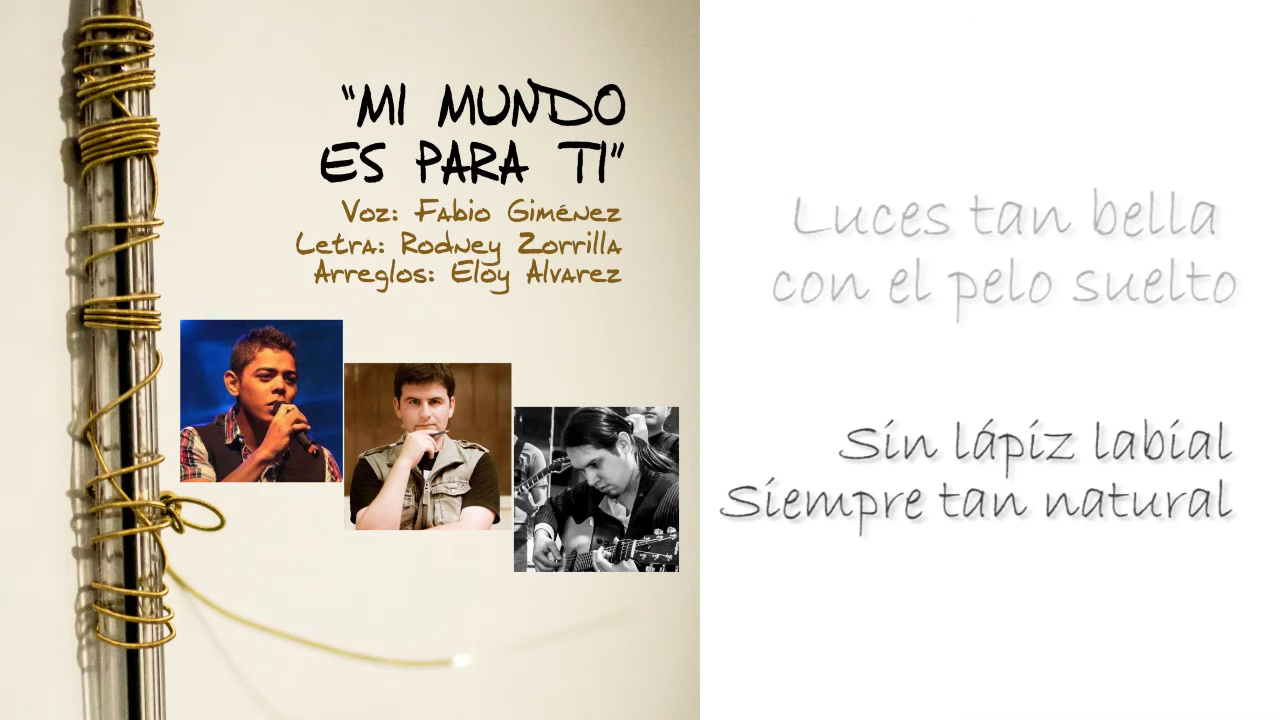 "MI MUNDO
ES PARA TI"
Voz: Fabio Giménez
Letra: Rodney Zorrilla
Arreglos: Eloy Alvarez
Luces tan bella
con el pelo suelto
Sin lápiz labial
Siempre tan natural